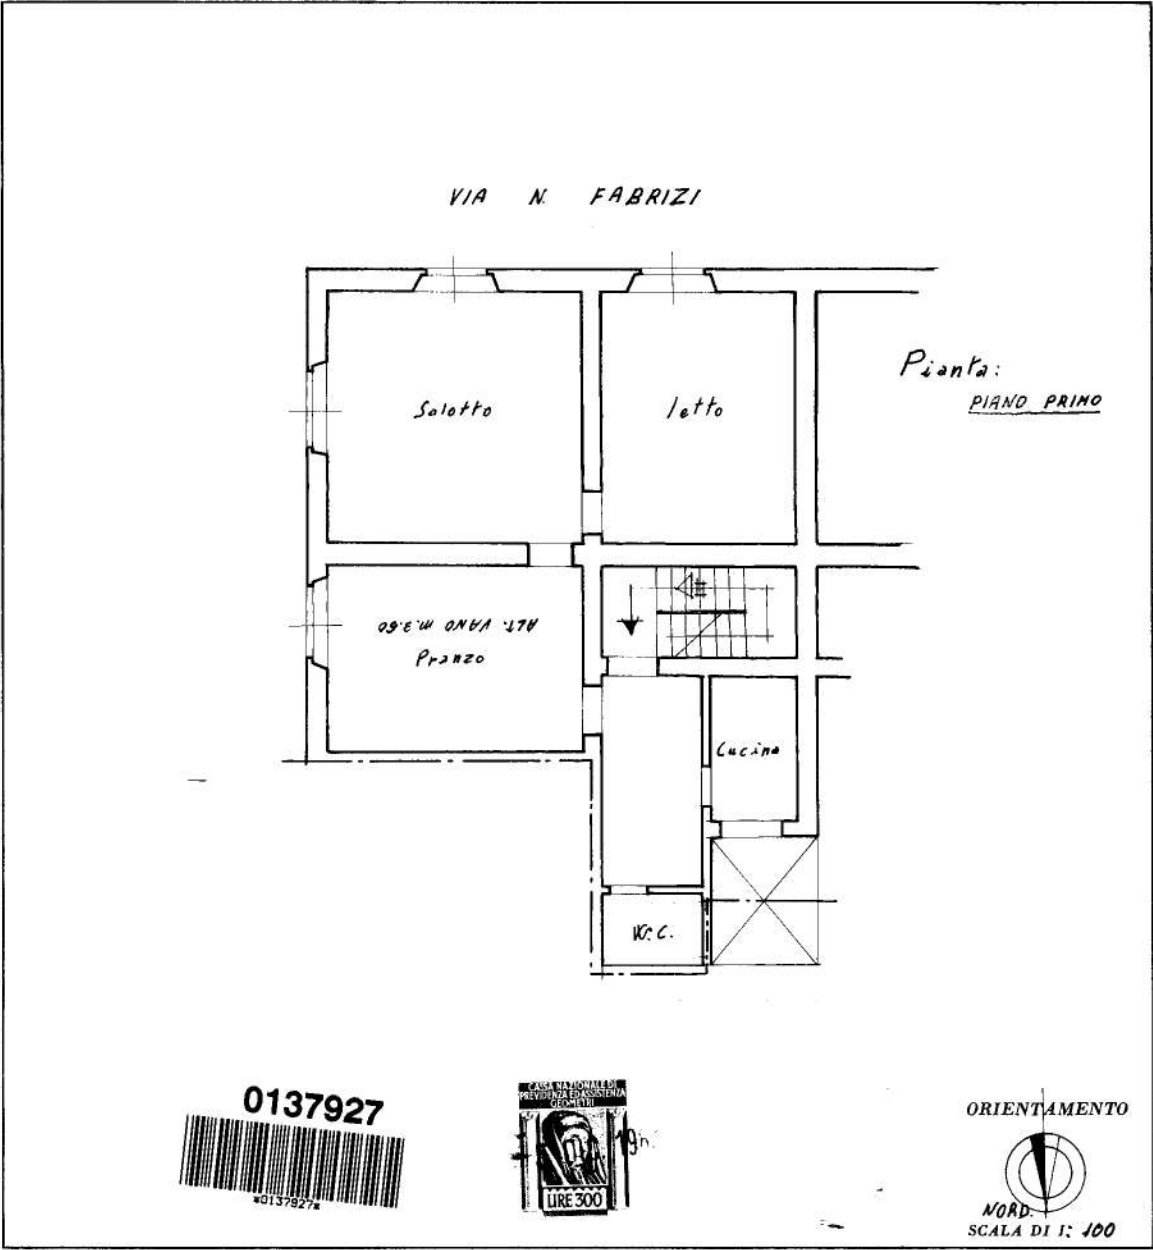 VIA N. FABRIZI
Pianta:
PIANO PRIMO
Salotto
letto
ALT. VANO m. 3.60
Pranzo
Cucina
W.C.
0137927
*0137927*
CASSA NAZIONALE DI
PREVIDENZA ED ASSISTENZA
GEOMETRI
LIRE 300
ORIENTAMENTO
NORD.
SCALA DI 1: 100